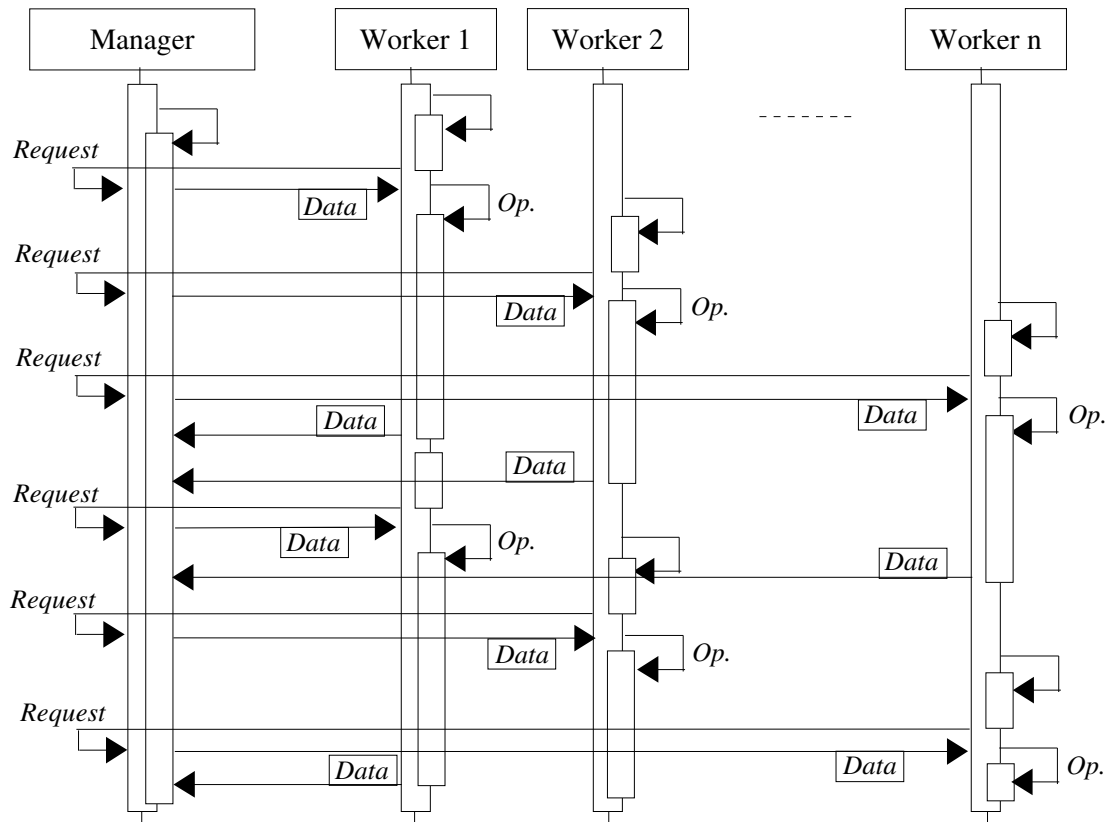 Manager
Worker 1
Worker 2
Worker n
Request
Data
Op.
Request
Data
Op.
Request
Data
Op.
Data
Data
Request
Data
Op.
Data
Request
Data
Op.
Request
Data
Data
Op.